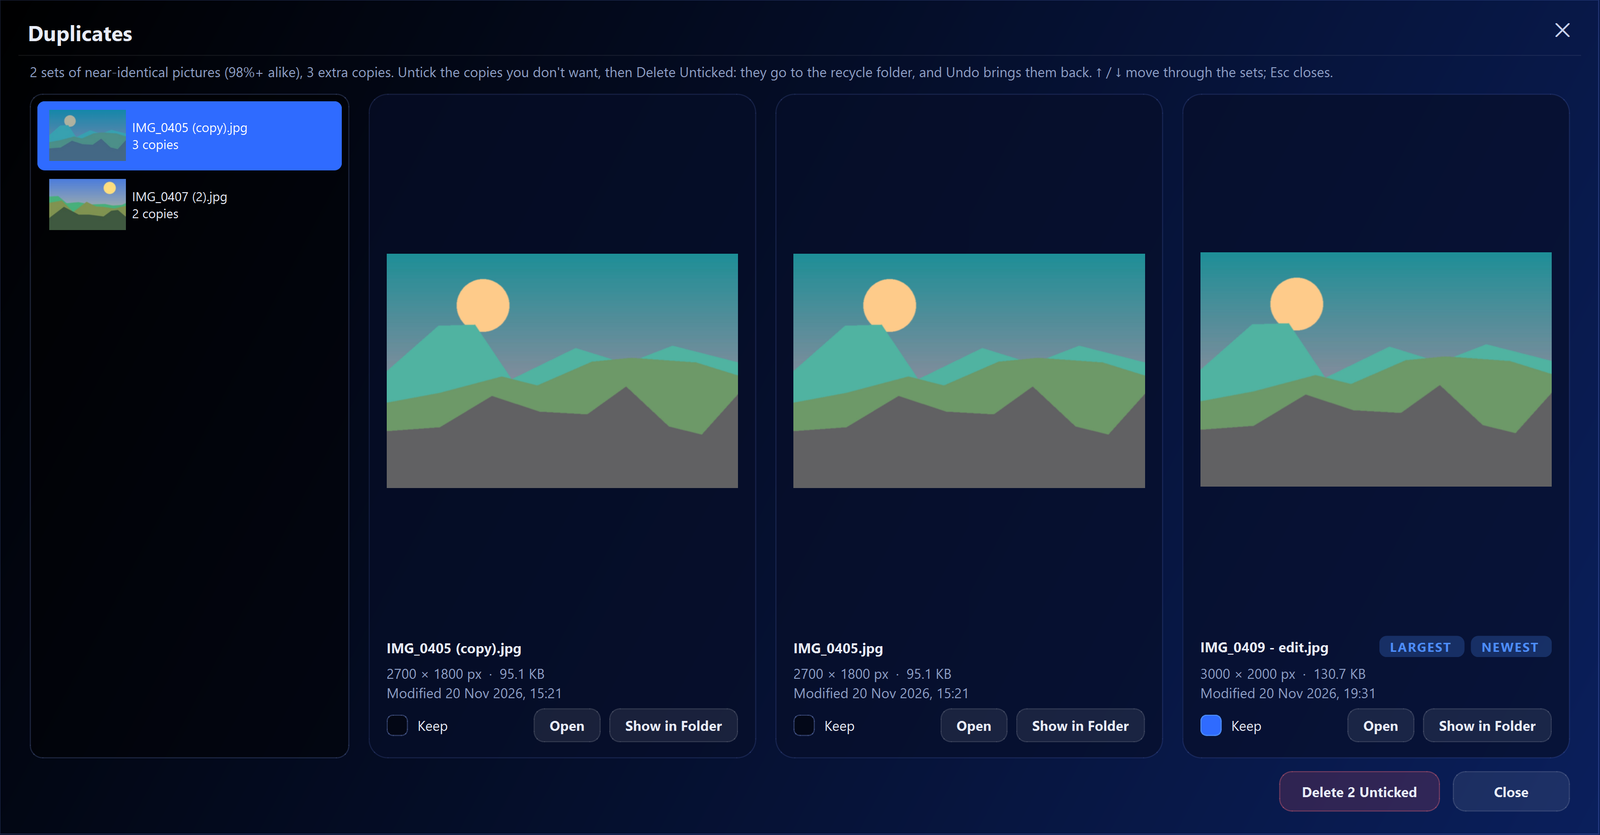 Duplicates
2 sets of near-identical pictures (98%+ alike), 3 extra copies. Untick the copies you don't want, then Delete Unticked: they go to the recycle folder, and Undo brings them back. ↑ / ↓ move through the sets; Esc closes.
IMG_0405 (copy).jpg
3 copies
IMG_0407 (2).jpg
2 copies
IMG_0405 (copy).jpg
2700 × 1800 px · 95.1 KB
Modified 20 Nov 2026, 15:21
Keep
Open
Show in Folder
IMG_0405.jpg
2700 × 1800 px · 95.1 KB
Modified 20 Nov 2026, 15:21
Keep
Open
Show in Folder
IMG_0409 - edit.jpg
LARGEST
NEWEST
3000 × 2000 px · 130.7 KB
Modified 20 Nov 2026, 19:31
Keep
Open
Show in Folder
Delete 2 Unticked
Close